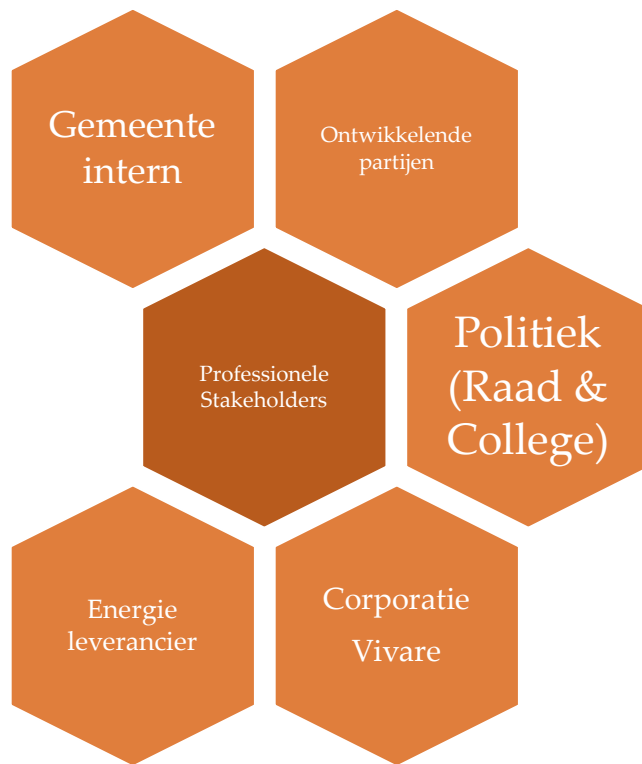 Gemeente
intern
Ontwikkelende
partijen
Professionele
Stakeholders
Politiek
(Raad &
College)
Energie
leverancier
Corporatie
Vivare